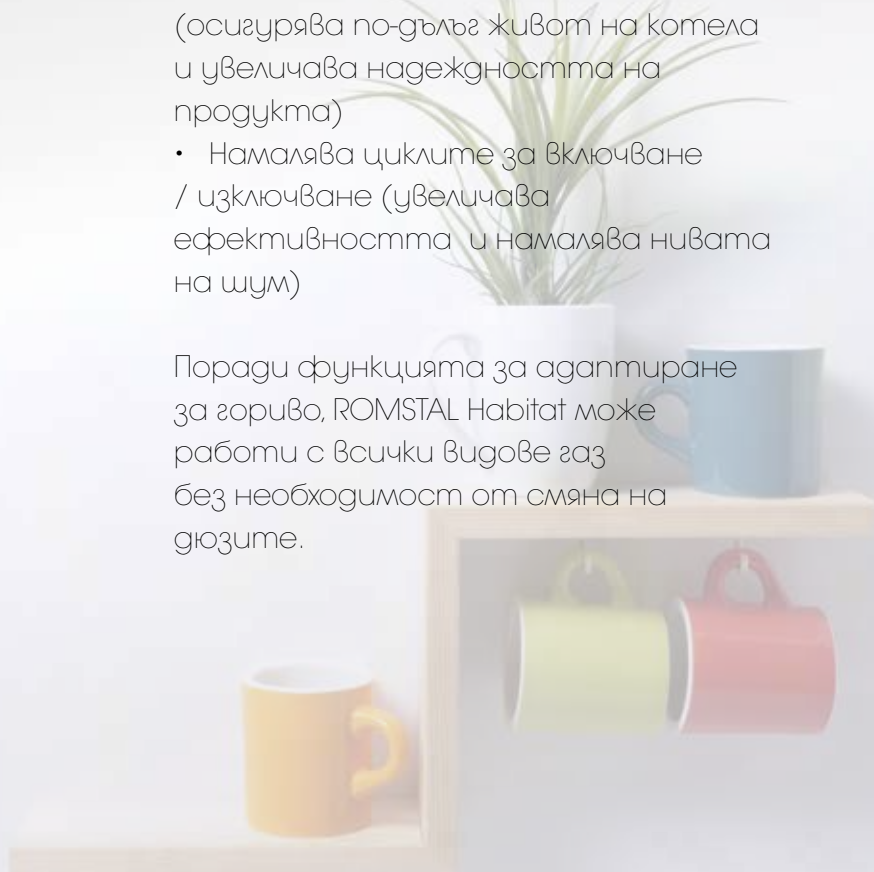 (осигурява по-дълъг живот на котела
и увеличава надеждността на
продукта)
• Намалява циклите за включване
/ изключване (увеличава
ефективността и намалява нивата
на шум)
Поради функцията за адаптиране
за гориво, ROMSTAL Habitat може
работи с всички видове газ
без необходимост от смяна на
дюзите.